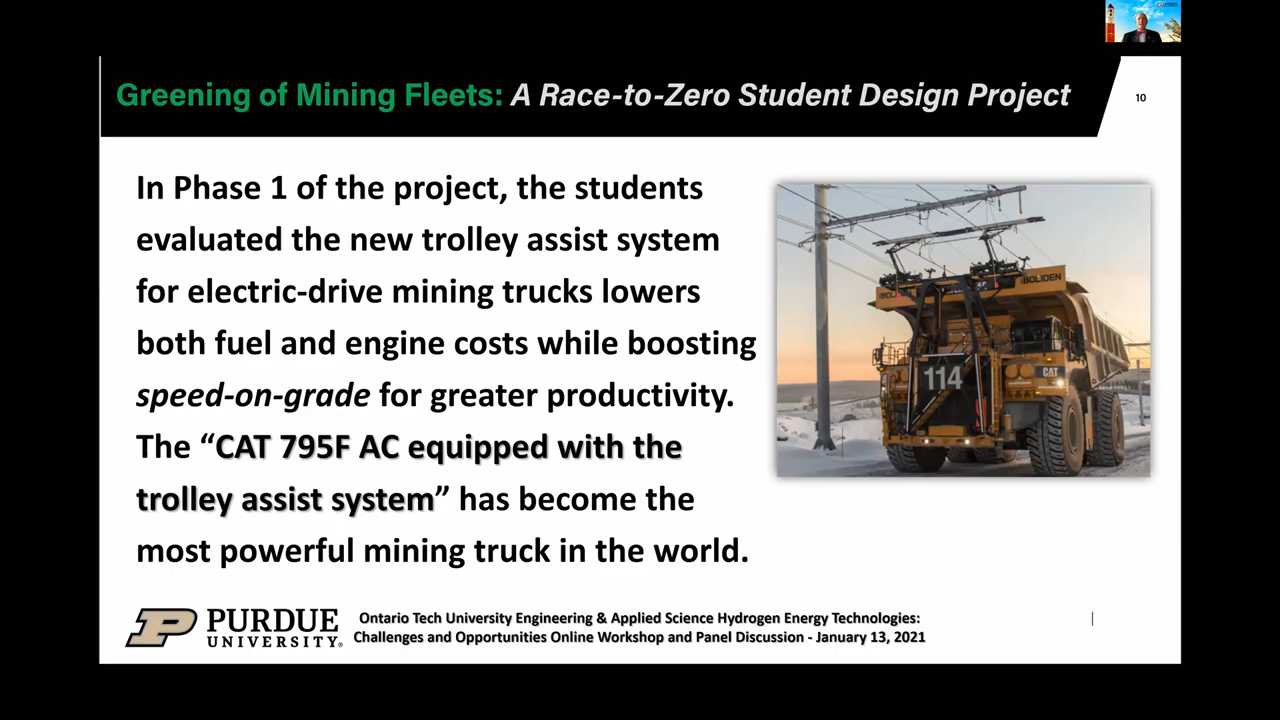 Greening of Mining Fleets: A Race-to-Zero Student Design Project
10
In Phase 1 of the project, the students
evaluated the new trolley assist system
for electric-drive mining trucks lowers
both fuel and engine costs while boosting
speed-on-grade for greater productivity.
The “CAT 795F AC equipped with the
trolley assist system” has become the
most powerful mining truck in the world.
BOLIDEN
114
CAT
P PURDUE
UNIVERSITY®
Ontario Tech University Engineering & Applied Science Hydrogen Energy Technologies:
Challenges and Opportunities Online Workshop and Panel Discussion - January 13, 2021